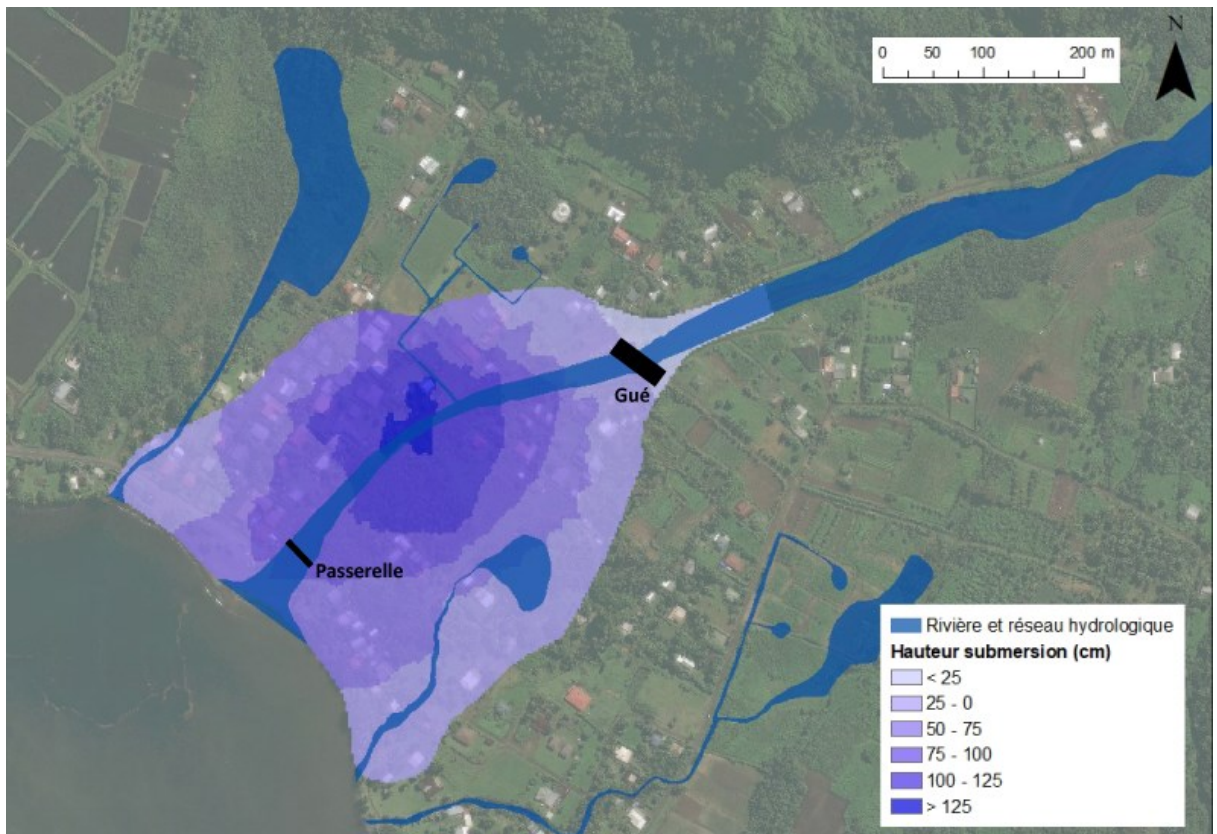 N
0 50 100 200 m
Gué
Passerelle
Rivière et réseau hydrologique
Hauteur submersion (cm)
< 25
25 - 0
50 - 75
75 - 100
100 - 125
> 125